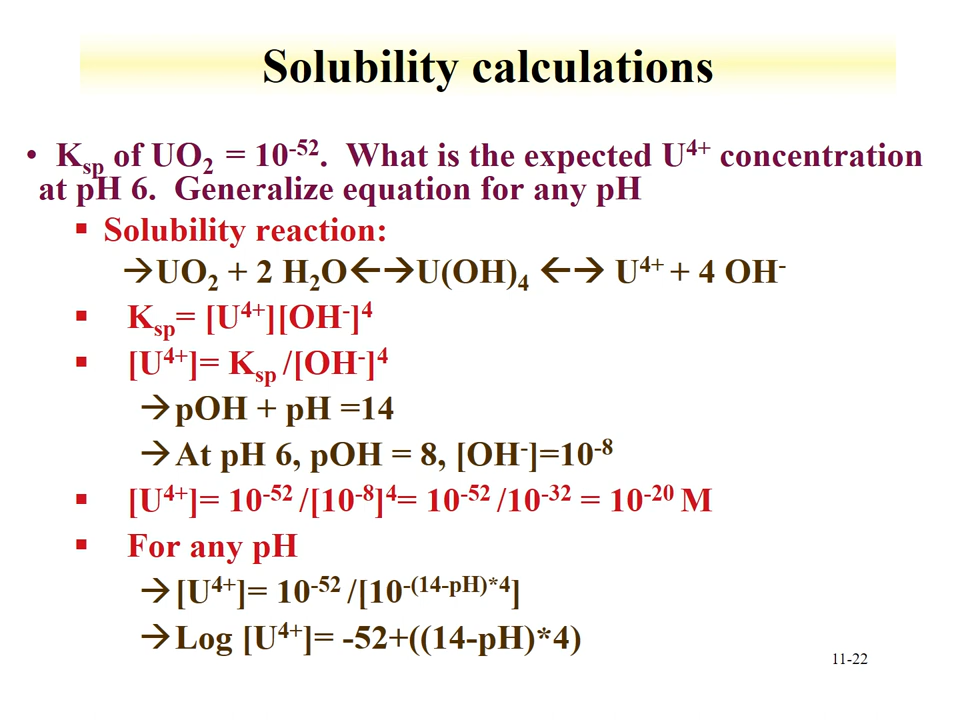 Solubility calculations
• Ksp of UO₂ = 10⁻⁵². What is the expected U⁴⁺ concentration
at pH 6. Generalize equation for any pH
▪ Solubility reaction:
→UO₂ + 2 H₂O←→U(OH)₄ ←→ U⁴⁺ + 4 OH⁻
▪ Ksp= [U⁴⁺][OH⁻]⁴
▪ [U⁴⁺]= Ksp /[OH⁻]⁴
→pOH + pH =14
→At pH 6, pOH = 8, [OH⁻]=10⁻⁸
▪ [U⁴⁺]= 10⁻⁵² /[10⁻⁸]⁴= 10⁻⁵² /10⁻³² = 10⁻²⁰ M
▪ For any pH
→[U⁴⁺]= 10⁻⁵² /[10^-(14-pH)*4]
→Log [U⁴⁺]= -52+((14-pH)*4)
11-22